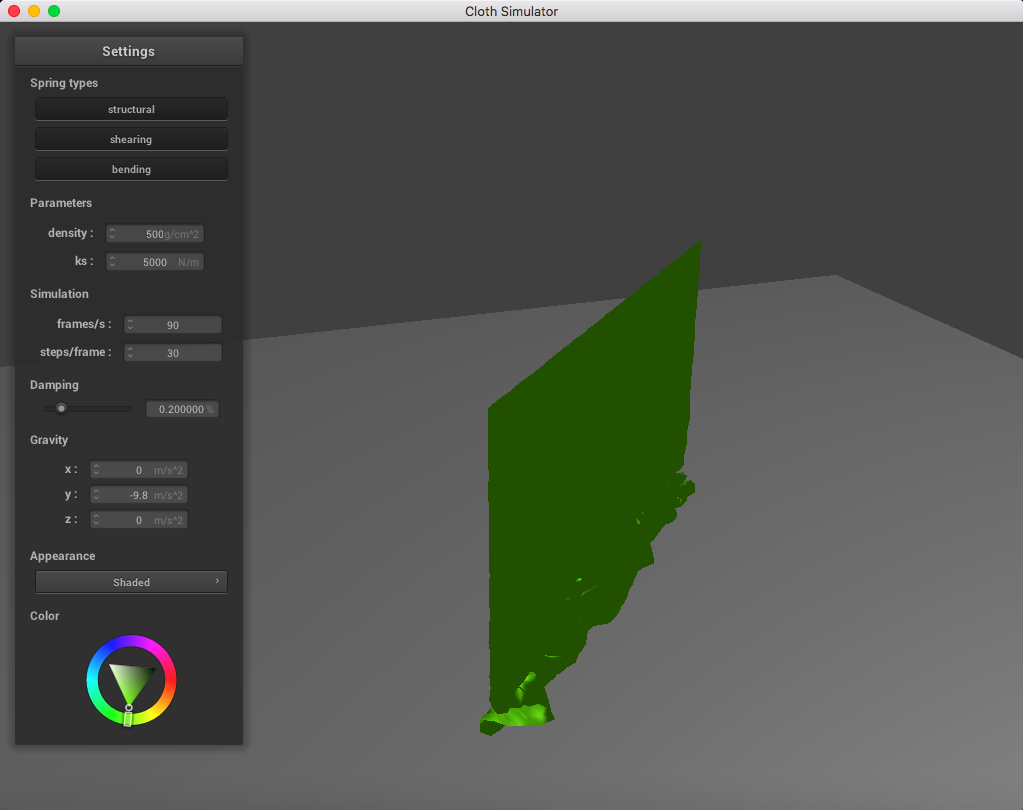 Cloth Simulator
Settings
Spring types
structural
shearing
bending
Parameters
density : 500 g/cm^2
ks : 5000 N/m
Simulation
frames/s : 90
steps/frame : 30
Damping
0.200000 %
Gravity
x : 0 m/s^2
y : -9.8 m/s^2
z : 0 m/s^2
Appearance
Shaded
Color